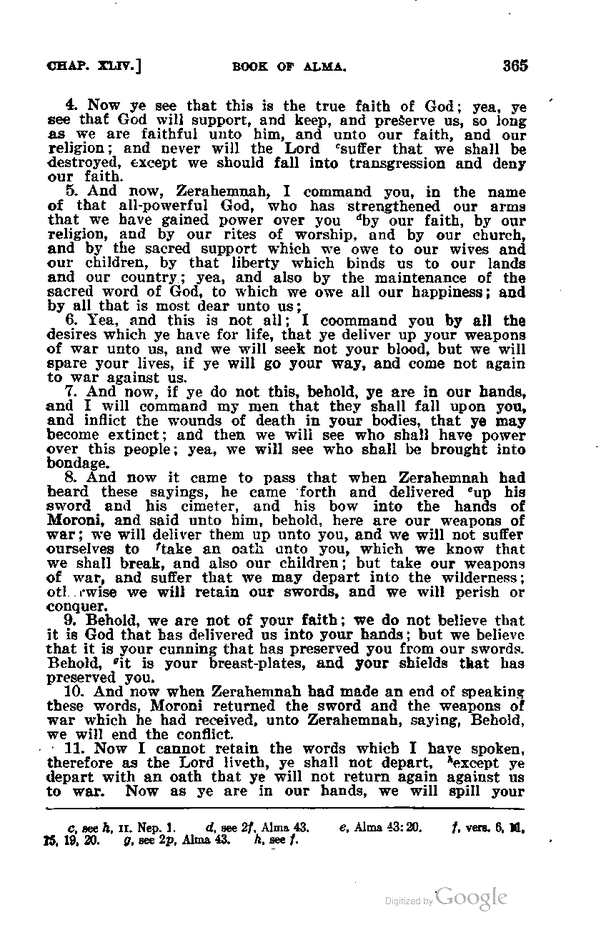 CHAP. XLIV.] BOOK OF ALMA. 365
4. Now ye see that this is the true faith of God; yea, ye
see that God will support, and keep, and preserve us, so long
as we are faithful unto him, and unto our faith, and our
religion; and never will the Lord ᶜsuffer that we shall be
destroyed, except we should fall into transgression and deny
our faith.
5. And now, Zerahemnah, I command you, in the name
of that all-powerful God, who has strengthened our arms
that we have gained power over you ᵈby our faith, by our
religion, and by our rites of worship, and by our church,
and by the sacred support which we owe to our wives and
our children, by that liberty which binds us to our lands
and our country; yea, and also by the maintenance of the
sacred word of God, to which we owe all our happiness; and
by all that is most dear unto us;
6. Yea, and this is not all; I coommand you by all the
desires which ye have for life, that ye deliver up your weapons
of war unto us, and we will seek not your blood, but we will
spare your lives, if ye will go your way, and come not again
to war against us.
7. And now, if ye do not this, behold, ye are in our hands,
and I will command my men that they shall fall upon you,
and inflict the wounds of death in your bodies, that ye may
become extinct; and then we will see who shall have power
over this people; yea, we will see who shall be brought into
bondage.
8. And now it came to pass that when Zerahemnah had
heard these sayings, he came forth and delivered ᵉup his
sword and his cimeter, and his bow into the hands of
Moroni, and said unto him, behold, here are our weapons of
war; we will deliver them up unto you, and we will not suffer
ourselves to ᶠtake an oath unto you, which we know that
we shall break, and also our children; but take our weapons
of war, and suffer that we may depart into the wilderness;
otherwise we will retain our swords, and we will perish or
conquer.
9. Behold, we are not of your faith; we do not believe that
it is God that has delivered us into your hands; but we believe
that it is your cunning that has preserved you from our swords.
Behold, ᵍit is your breast-plates, and your shields that has
preserved you.
10. And now when Zerahemnah had made an end of speaking
these words, Moroni returned the sword and the weapons of
war which he had received, unto Zerahemnah, saying, Behold,
we will end the conflict.
11. Now I cannot retain the words which I have spoken,
therefore as the Lord liveth, ye shall not depart, ʰexcept ye
depart with an oath that ye will not return again against us
to war. Now as ye are in our hands, we will spill your
c, see h, II. Nep. 1. d, see 2f, Alma 43. e, Alma 43: 20. f, vers. 6, 11,
15, 19, 20. g, see 2p, Alma 43. h, see f.
Digitized by Google